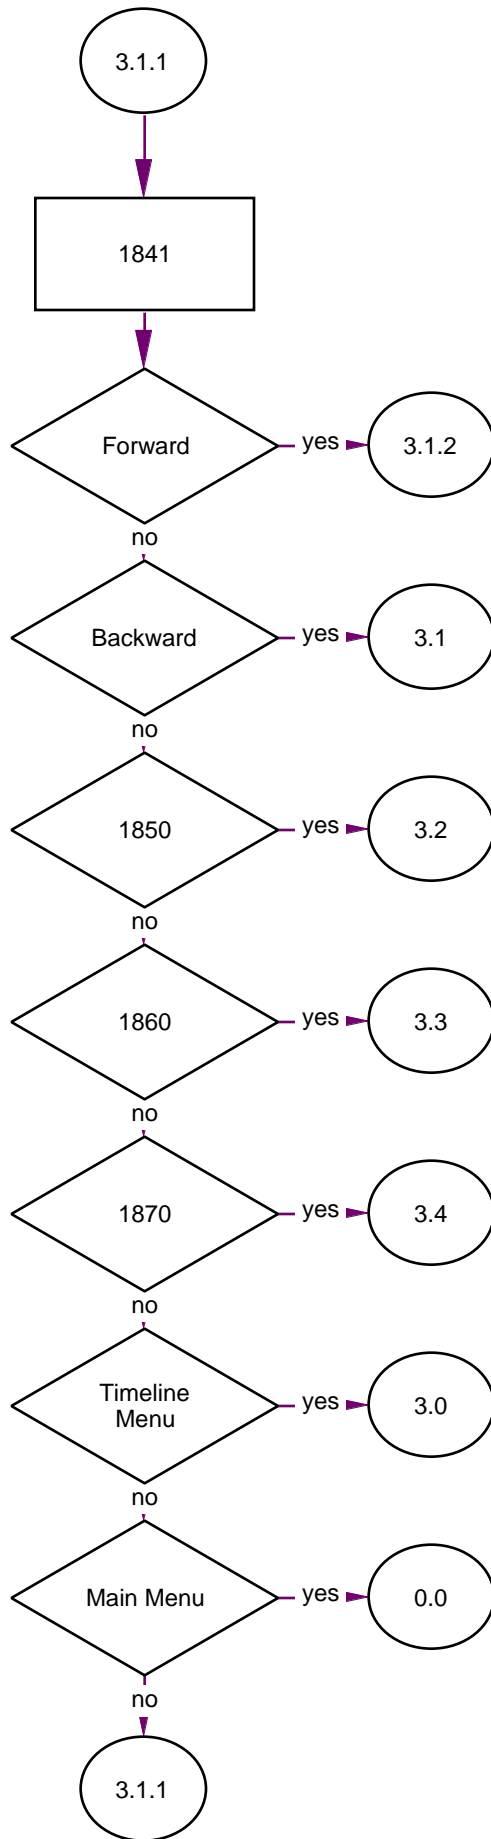 3.1.1
1841
Forward
yes
3.1.2
no
Backward
yes
3.1
no
1850
yes
3.2
no
1860
yes
3.3
no
1870
yes
3.4
no
Timeline
Menu
yes
3.0
no
Main Menu
yes
0.0
no
3.1.1